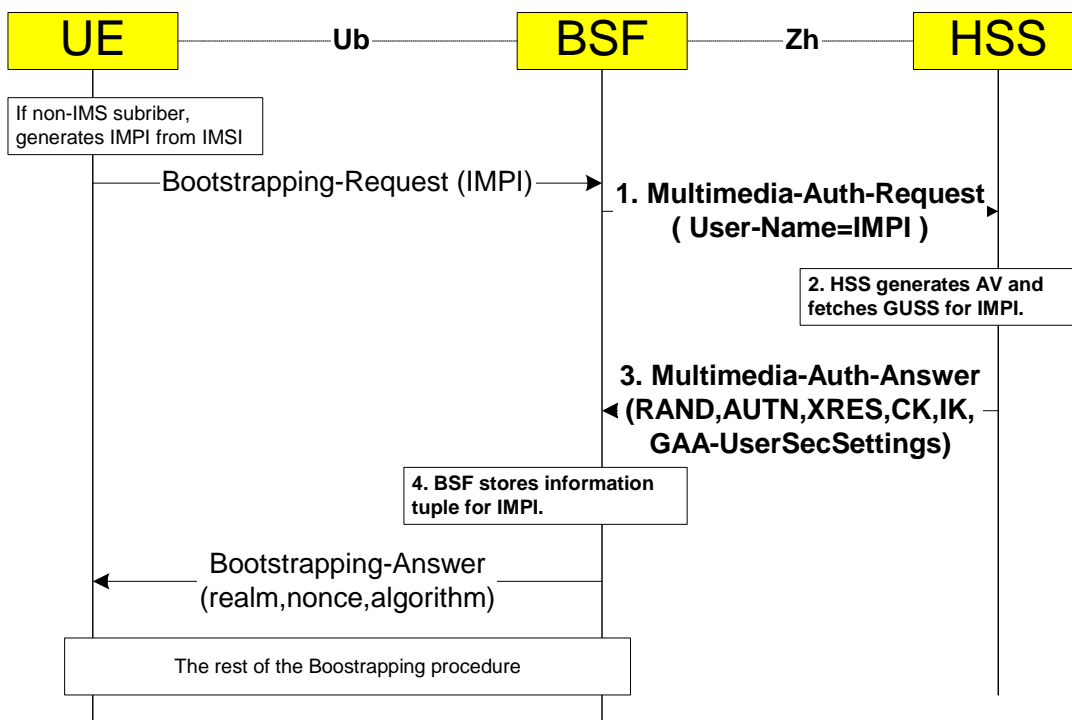 UE
Ub
BSF
Zh
HSS
If non-IMS subriber,
generates IMPI from IMSI
Bootstrapping-Request (IMPI)
1. Multimedia-Auth-Request
( User-Name=IMPI )
2. HSS generates AV and
fetches GUSS for IMPI.
3. Multimedia-Auth-Answer
(RAND,AUTN,XRES,CK,IK,
GAA-UserSecSettings)
4. BSF stores information
tuple for IMPI.
Bootstrapping-Answer
(realm,nonce,algorithm)
The rest of the Boostrapping procedure